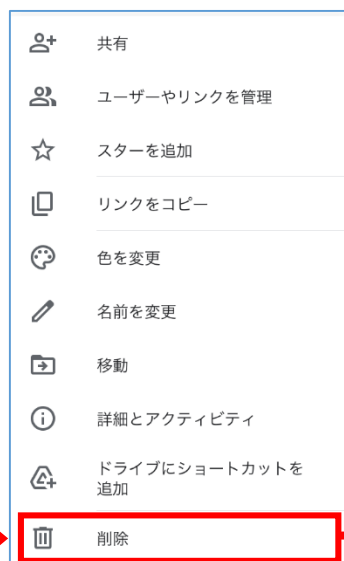 共有
ユーザーやリンクを管理
スターを追加
リンクをコピー
色を変更
名前を変更
移動
詳細とアクティビティ
ドライブにショートカットを
追加
削除